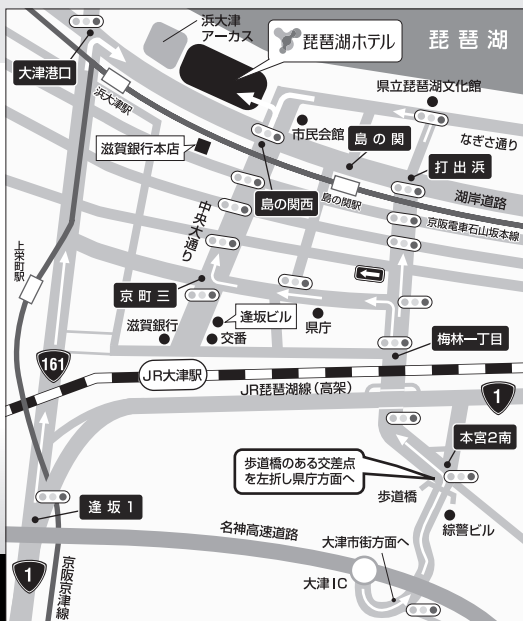 浜大津
アーカス
琵琶湖ホテル
琵琶湖
大津港口
浜大津駅
県立琵琶湖文化館
市民会館
島の関
なぎさ通り
滋賀銀行本店
打出浜
島の関西
島の関駅
湖岸道路
京阪電車石山坂本線
中央大通り
上栄町駅
京町三
逢坂ビル
滋賀銀行
交番
県庁
梅林一丁目
161
JR大津駅
JR琵琶湖線(高架)
1
本宮2南
歩道橋のある交差点
を左折し県庁方面へ
歩道橋
綜警ビル
逢坂1
名神高速道路
大津市街方面へ
大津IC
1
京阪京津線